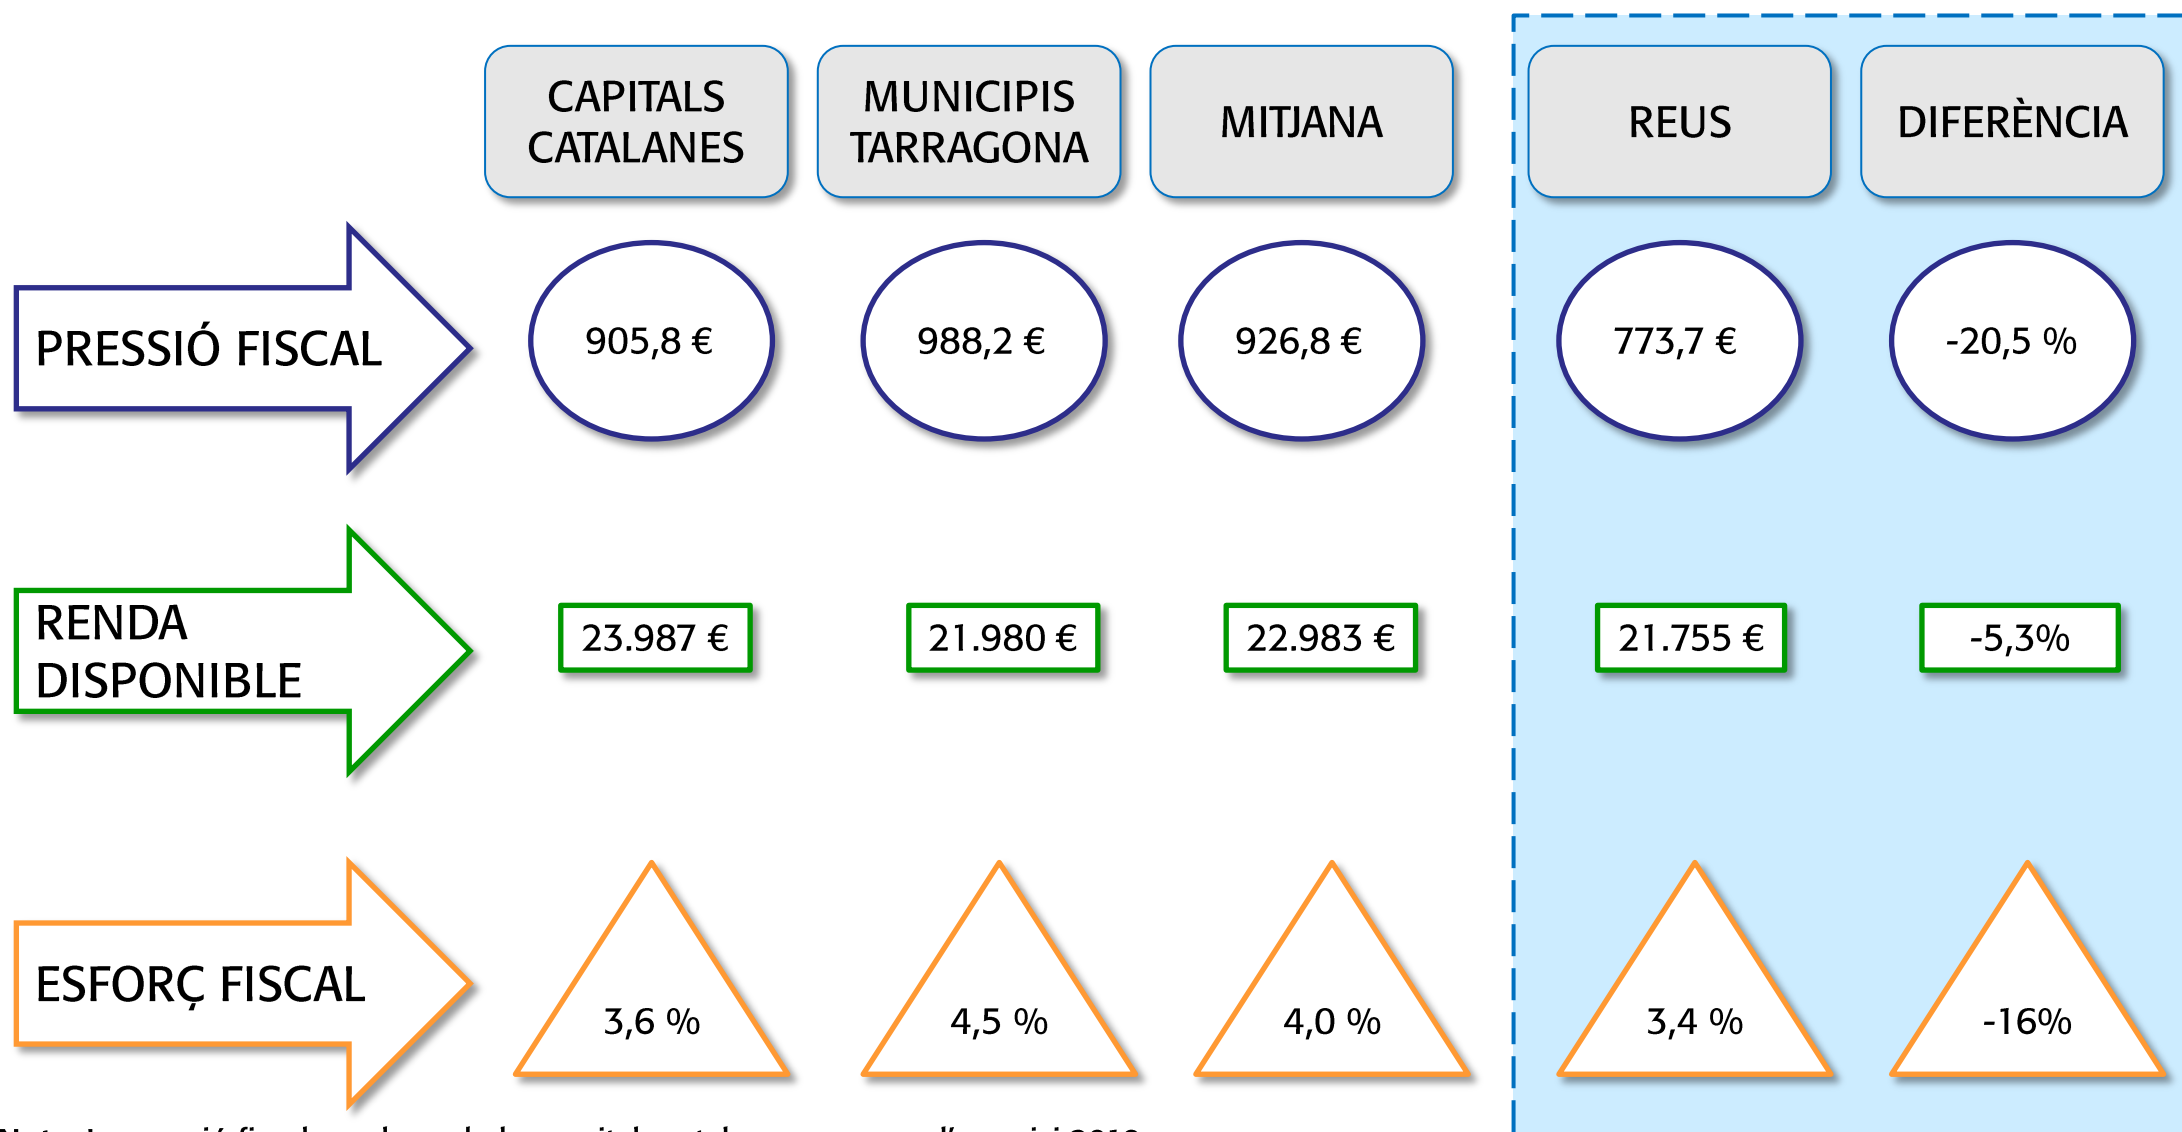 CAPITALS
CATALANES
MUNICIPIS
TARRAGONA
MITJANA
REUS
DIFERÈNCIA
PRESSIÓ FISCAL
905,8 €
988,2 €
926,8 €
773,7 €
-20,5 %
RENDA
DISPONIBLE
23.987 €
21.980 €
22.983 €
21.755 €
-5,3%
ESFORÇ FISCAL
3,6 %
4,5 %
4,0 %
3,4 %
-16%